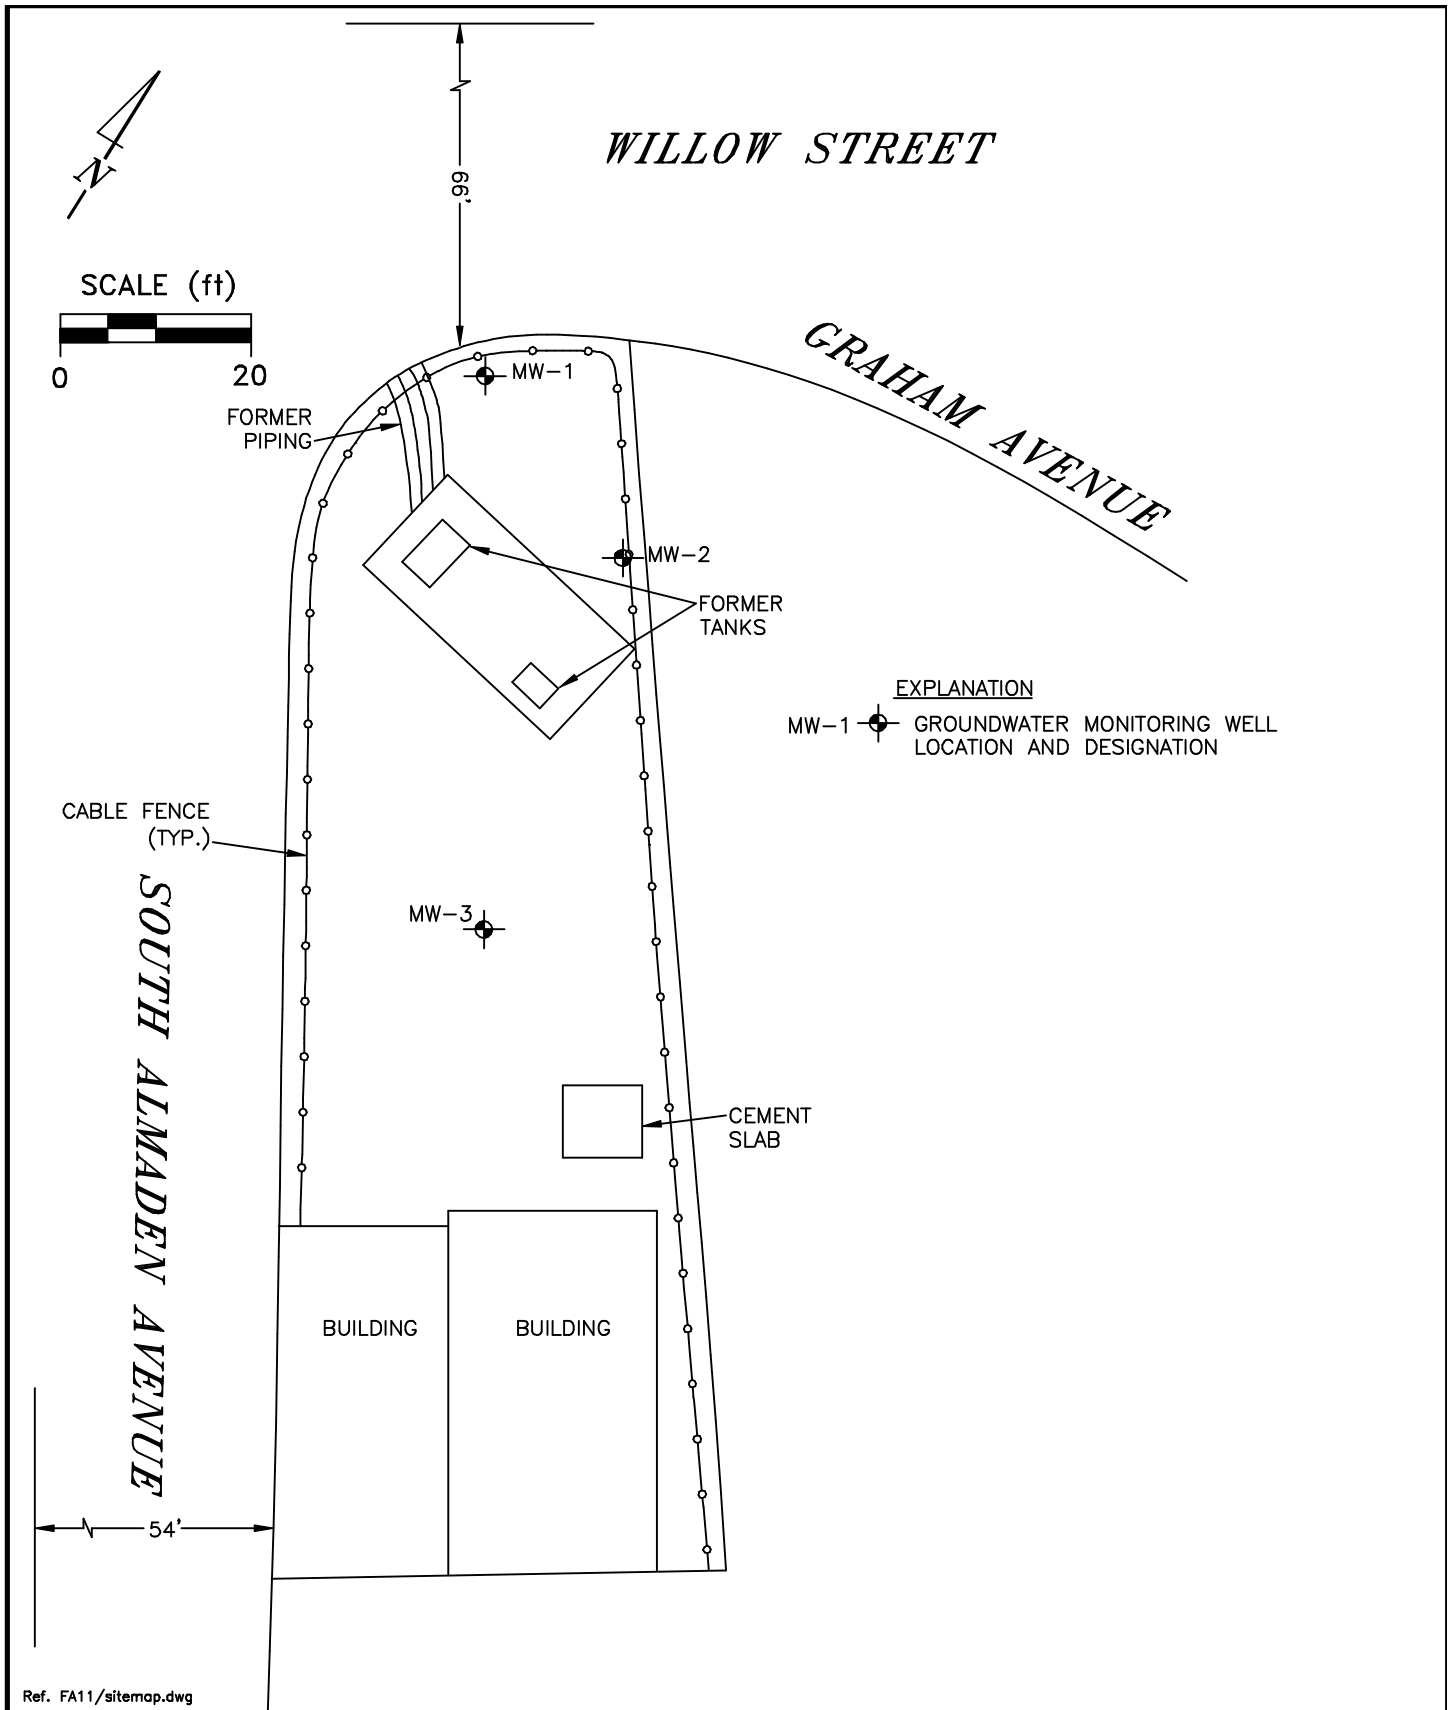 WILLOW STREET
N
66'
SCALE (ft)
0 20
GRAHAM AVENUE
MW-1
FORMER
PIPING
MW-2
FORMER
TANKS
EXPLANATION
MW-1 GROUNDWATER MONITORING WELL
LOCATION AND DESIGNATION
CABLE FENCE
(TYP.)
SOUTH ALMADEN AVENUE
MW-3
CEMENT
SLAB
BUILDING
BUILDING
54'
Ref. FA11/sitemap.dwg